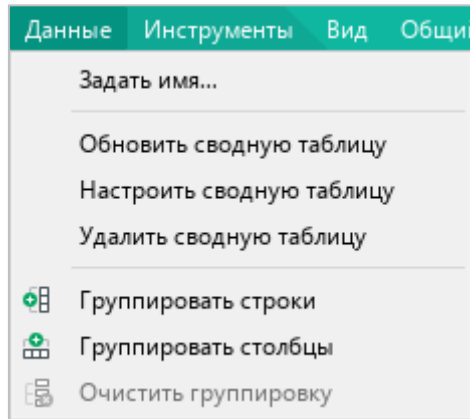 Данные Инструменты Вид
Задать имя...
Обновить сводную таблицу
Настроить сводную таблицу
Удалить сводную таблицу
Группировать строки
Группировать столбцы
Очистить группировку